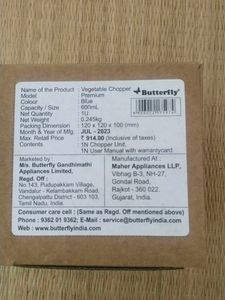 Name of the Product : Vegetable Chopper
Butterfly
Model : Premium
Colour : Blue
Capacity / Size : 600mL
Net Quantity : 1U
Net Weight : 0.245kg
Packing Dimension : 120 x 120 x 100 (mm)
Month & Year of Mfg. JUL - 2023
Max. Retail Price : ₹ 914.00 (Inclusive of taxes)
Contents : 1N Chopper Unit.
1N User Manual with warrantycard
Marketed by :
M/s. Butterfly Gandhimathi
Appliances Limited,
Regd. Off :
No.143, Pudupakkam Village,
Vandalur - Kelambakkam Road,
Chengalpattu District - 603 103,
Tamil Nadu, India.
Manufactured At :
Maher Appliances LLP,
Vibhag B-3, NH-27,
Gondal Road,
Rajkot - 360 022.
Gujarat, India.
Consumer care cell : (Same as Regd. Off mentioned above)
Phone : 9362 01 9362; E-Mail : service@butterflyindia.com
Web : www.butterflyindia.com